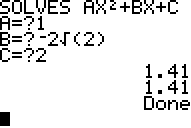 SOLVES AX²+BX+C
A=?1
B=?⁻2√(2)
C=?2
1.41
1.41
Done